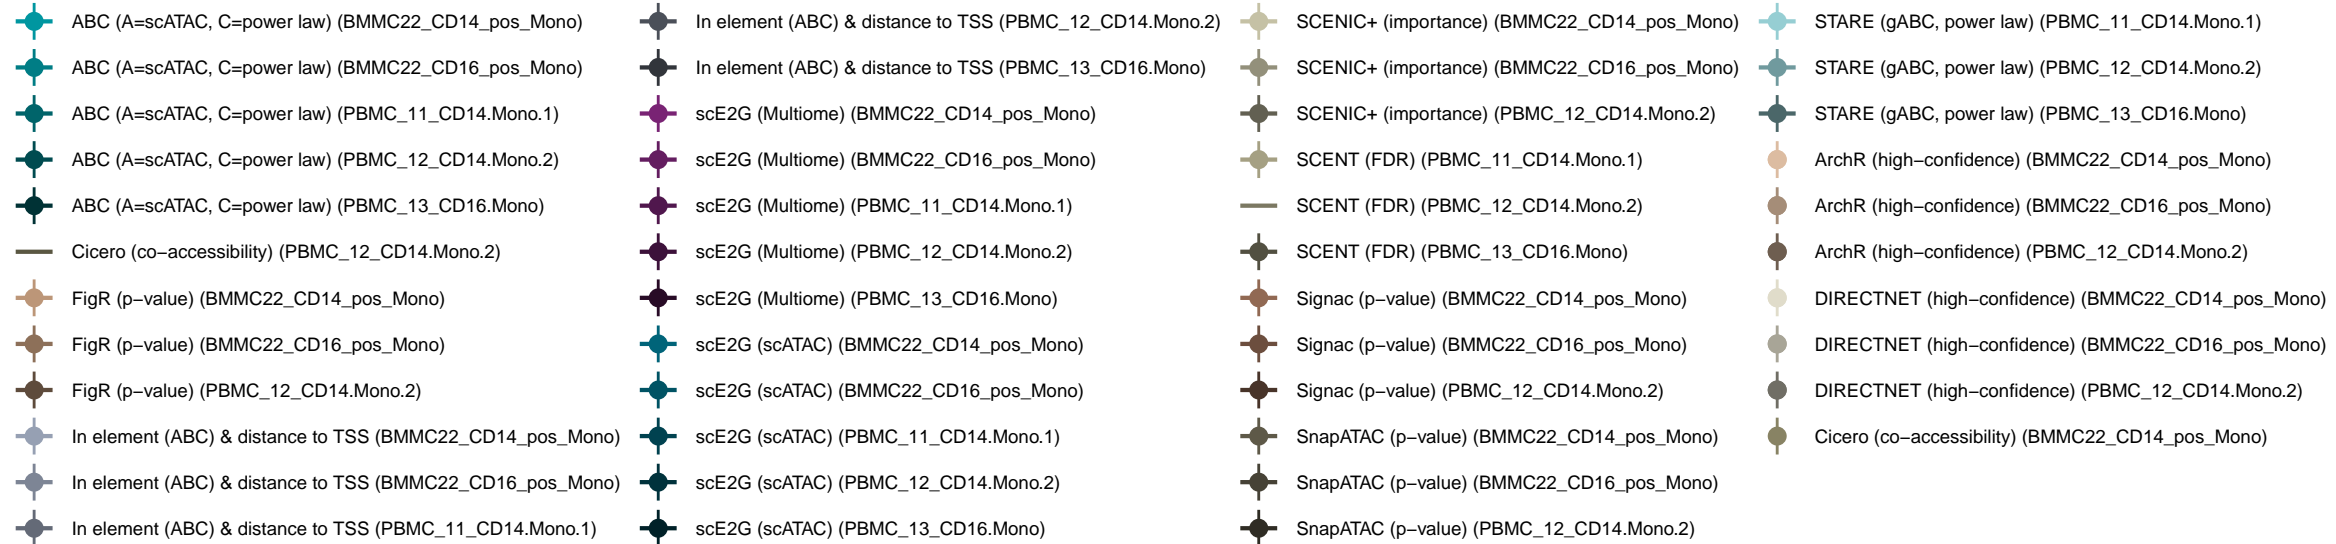 ABC (A=scATAC, C=power law) (BMMC22_CD14_pos_Mono)
ABC (A=scATAC, C=power law) (BMMC22_CD16_pos_Mono)
ABC (A=scATAC, C=power law) (PBMC_11_CD14.Mono.1)
ABC (A=scATAC, C=power law) (PBMC_12_CD14.Mono.2)
ABC (A=scATAC, C=power law) (PBMC_13_CD16.Mono)
Cicero (co−accessibility) (PBMC_12_CD14.Mono.2)
FigR (p−value) (BMMC22_CD14_pos_Mono)
FigR (p−value) (BMMC22_CD16_pos_Mono)
FigR (p−value) (PBMC_12_CD14.Mono.2)
In element (ABC) & distance to TSS (BMMC22_CD14_pos_Mono)
In element (ABC) & distance to TSS (BMMC22_CD16_pos_Mono)
In element (ABC) & distance to TSS (PBMC_11_CD14.Mono.1)
In element (ABC) & distance to TSS (PBMC_12_CD14.Mono.2)
In element (ABC) & distance to TSS (PBMC_13_CD16.Mono)
scE2G (Multiome) (BMMC22_CD14_pos_Mono)
scE2G (Multiome) (BMMC22_CD16_pos_Mono)
scE2G (Multiome) (PBMC_11_CD14.Mono.1)
scE2G (Multiome) (PBMC_12_CD14.Mono.2)
scE2G (Multiome) (PBMC_13_CD16.Mono)
scE2G (scATAC) (BMMC22_CD14_pos_Mono)
scE2G (scATAC) (BMMC22_CD16_pos_Mono)
scE2G (scATAC) (PBMC_11_CD14.Mono.1)
scE2G (scATAC) (PBMC_12_CD14.Mono.2)
scE2G (scATAC) (PBMC_13_CD16.Mono)
SCENIC+ (importance) (BMMC22_CD14_pos_Mono)
SCENIC+ (importance) (BMMC22_CD16_pos_Mono)
SCENIC+ (importance) (PBMC_12_CD14.Mono.2)
SCENT (FDR) (PBMC_11_CD14.Mono.1)
SCENT (FDR) (PBMC_12_CD14.Mono.2)
SCENT (FDR) (PBMC_13_CD16.Mono)
Signac (p−value) (BMMC22_CD14_pos_Mono)
Signac (p−value) (BMMC22_CD16_pos_Mono)
Signac (p−value) (PBMC_12_CD14.Mono.2)
SnapATAC (p−value) (BMMC22_CD14_pos_Mono)
SnapATAC (p−value) (BMMC22_CD16_pos_Mono)
SnapATAC (p−value) (PBMC_12_CD14.Mono.2)
STARE (gABC, power law) (PBMC_11_CD14.Mono.1)
STARE (gABC, power law) (PBMC_12_CD14.Mono.2)
STARE (gABC, power law) (PBMC_13_CD16.Mono)
ArchR (high−confidence) (BMMC22_CD14_pos_Mono)
ArchR (high−confidence) (BMMC22_CD16_pos_Mono)
ArchR (high−confidence) (PBMC_12_CD14.Mono.2)
DIRECTNET (high−confidence) (BMMC22_CD14_pos_Mono)
DIRECTNET (high−confidence) (BMMC22_CD16_pos_Mono)
DIRECTNET (high−confidence) (PBMC_12_CD14.Mono.2)
Cicero (co−accessibility) (BMMC22_CD14_pos_Mono)